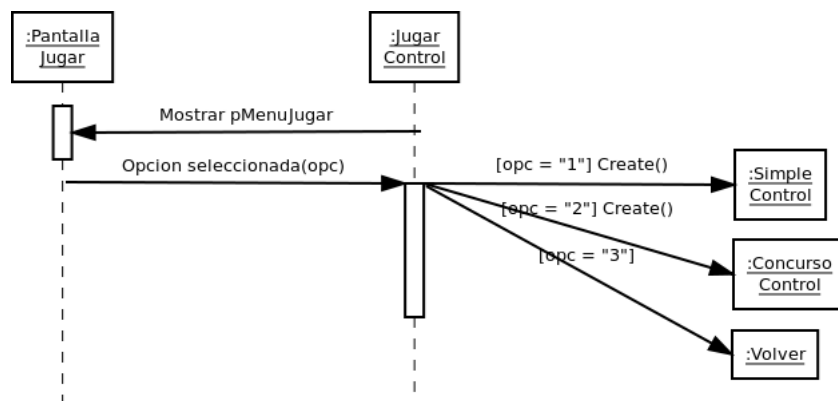 :Pantalla
Jugar
:Jugar
Control
Mostrar pMenuJugar
Opcion seleccionada(opc)
[opc = "1"] Create()
:Simple
Control
[opc = "2"] Create()
:Concurso
Control
[opc = "3"]
:Volver